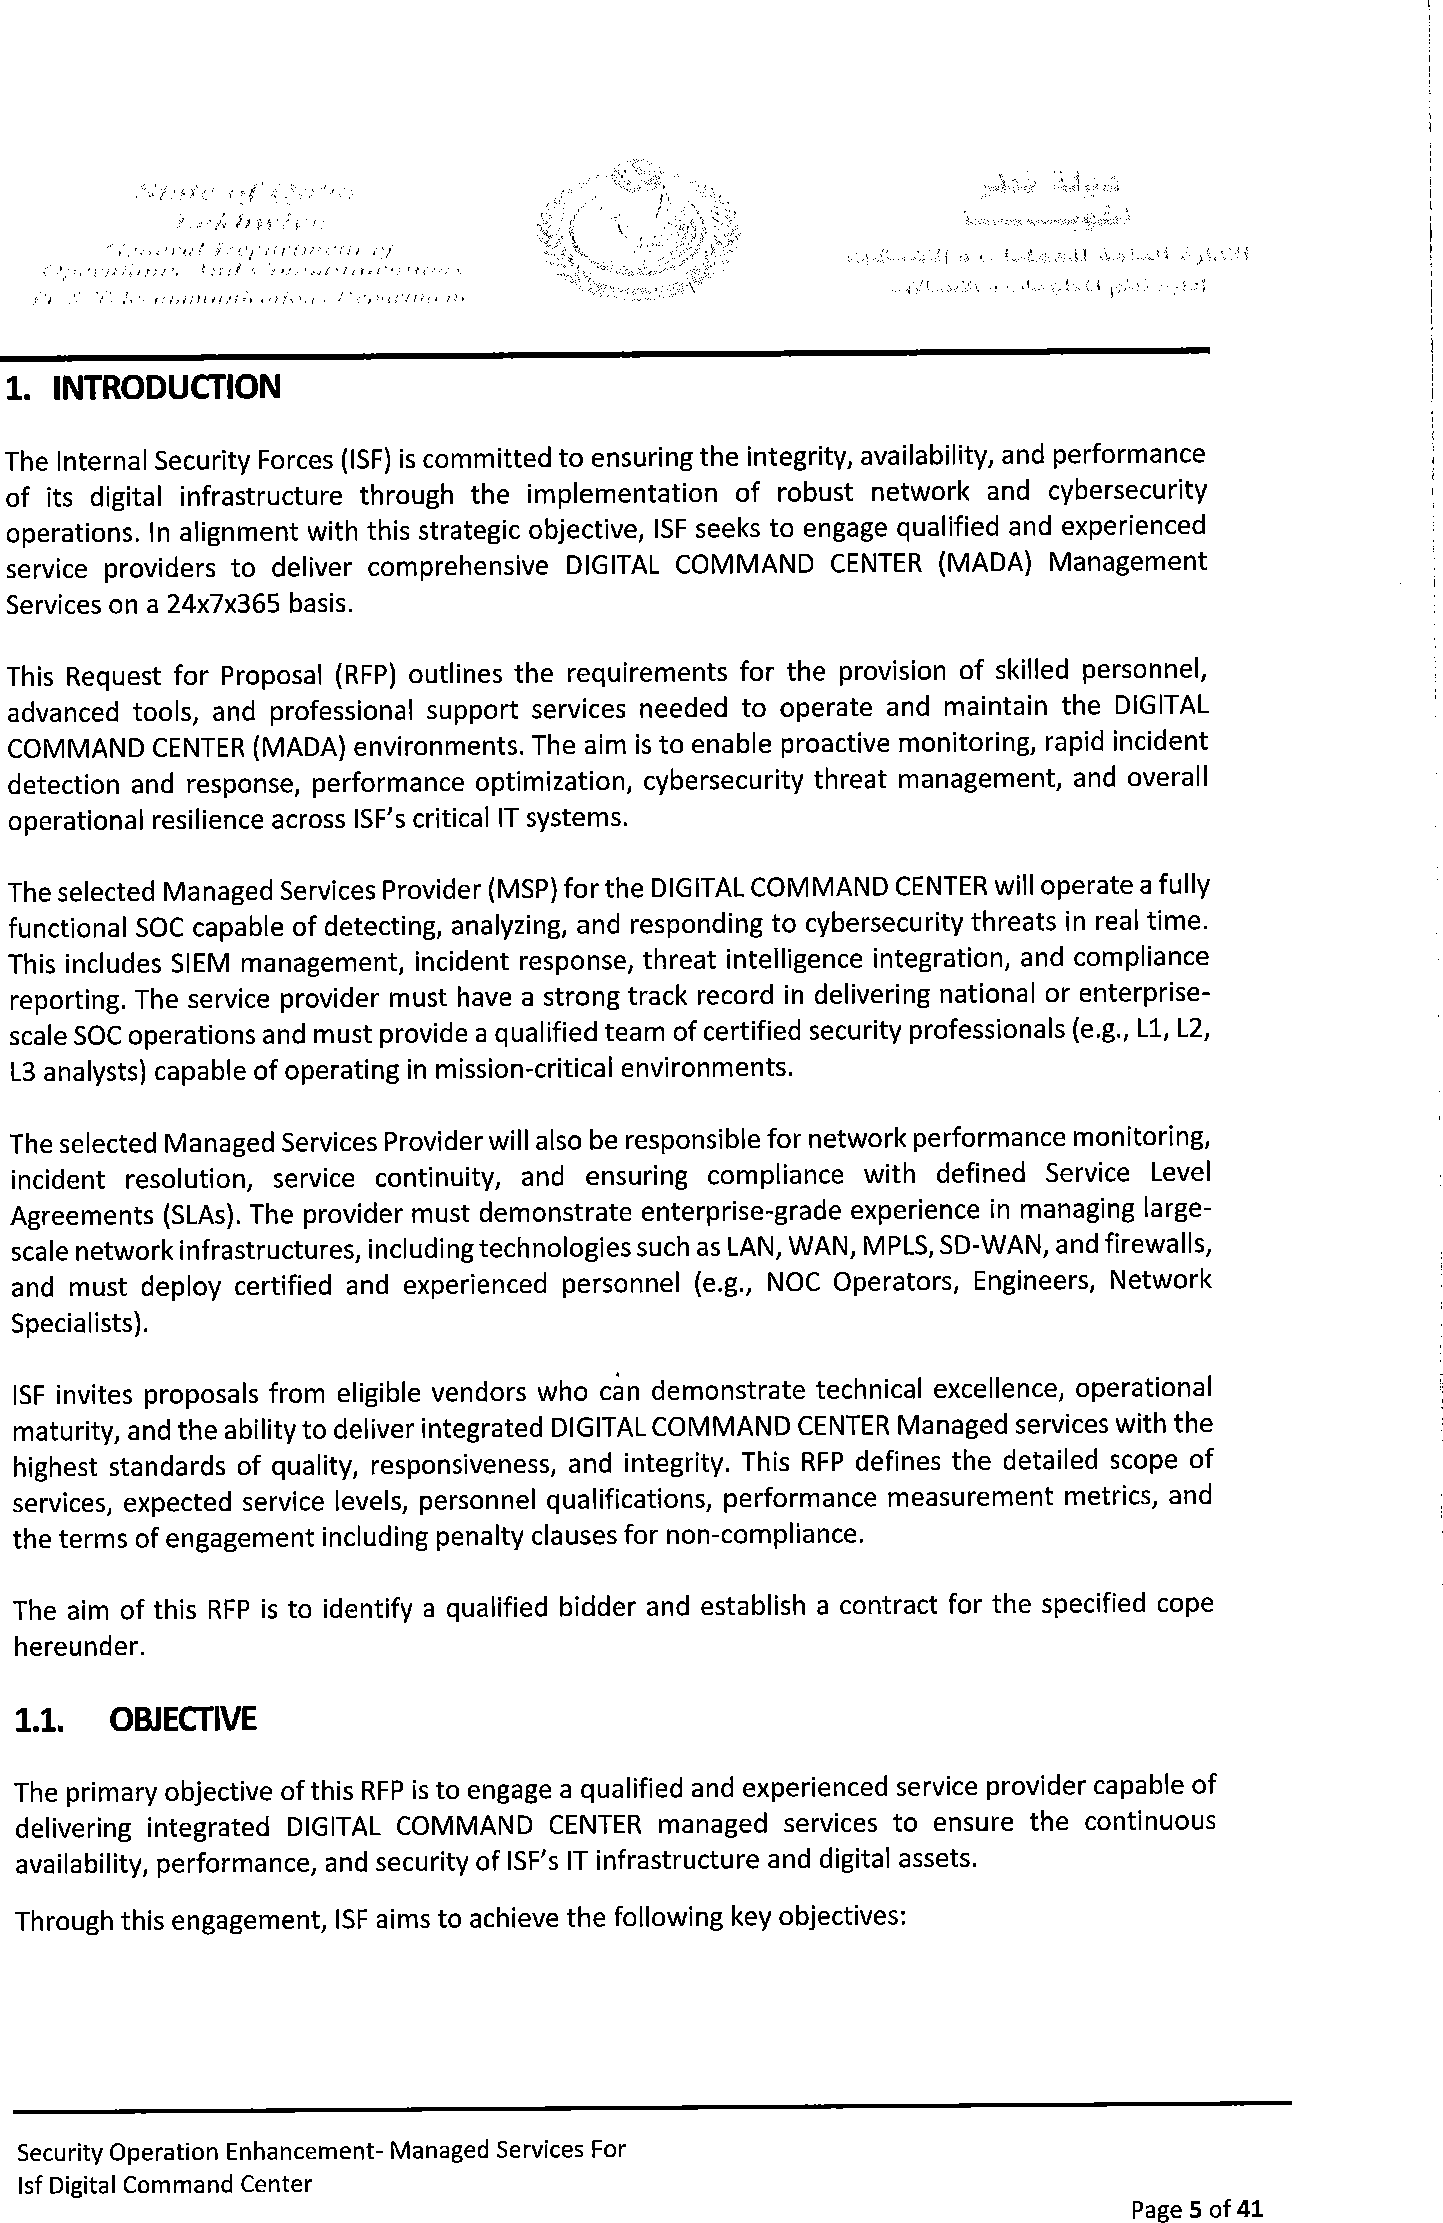 State of Qatar
دولة قطر
1. INTRODUCTION
The Internal Security Forces (ISF) is committed to ensuring the integrity, availability, and performance
of its digital infrastructure through the implementation of robust network and cybersecurity
operations. In alignment with this strategic objective, ISF seeks to engage qualified and experienced
service providers to deliver comprehensive DIGITAL COMMAND CENTER (MADA) Management
Services on a 24x7x365 basis.
This Request for Proposal (RFP) outlines the requirements for the provision of skilled personnel,
advanced tools, and professional support services needed to operate and maintain the DIGITAL
COMMAND CENTER (MADA) environments. The aim is to enable proactive monitoring, rapid incident
detection and response, performance optimization, cybersecurity threat management, and overall
operational resilience across ISF's critical IT systems.
The selected Managed Services Provider (MSP) for the DIGITAL COMMAND CENTER will operate a fully
functional SOC capable of detecting, analyzing, and responding to cybersecurity threats in real time.
This includes SIEM management, incident response, threat intelligence integration, and compliance
reporting. The service provider must have a strong track record in delivering national or enterprise-
scale SOC operations and must provide a qualified team of certified security professionals (e.g., L1, L2,
L3 analysts) capable of operating in mission-critical environments.
The selected Managed Services Provider will also be responsible for network performance monitoring,
incident resolution, service continuity, and ensuring compliance with defined Service Level
Agreements (SLAs). The provider must demonstrate enterprise-grade experience in managing large-
scale network infrastructures, including technologies such as LAN, WAN, MPLS, SD-WAN, and firewalls,
and must deploy certified and experienced personnel (e.g., NOC Operators, Engineers, Network
Specialists).
ISF invites proposals from eligible vendors who can demonstrate technical excellence, operational
maturity, and the ability to deliver integrated DIGITAL COMMAND CENTER Managed services with the
highest standards of quality, responsiveness, and integrity. This RFP defines the detailed scope of
services, expected service levels, personnel qualifications, performance measurement metrics, and
the terms of engagement including penalty clauses for non-compliance.
The aim of this RFP is to identify a qualified bidder and establish a contract for the specified cope
hereunder.
1.1. OBJECTIVE
The primary objective of this RFP is to engage a qualified and experienced service provider capable of
delivering integrated DIGITAL COMMAND CENTER managed services to ensure the continuous
availability, performance, and security of ISF's IT infrastructure and digital assets.
Through this engagement, ISF aims to achieve the following key objectives:
Security Operation Enhancement- Managed Services For
Isf Digital Command Center
Page 5 of 41